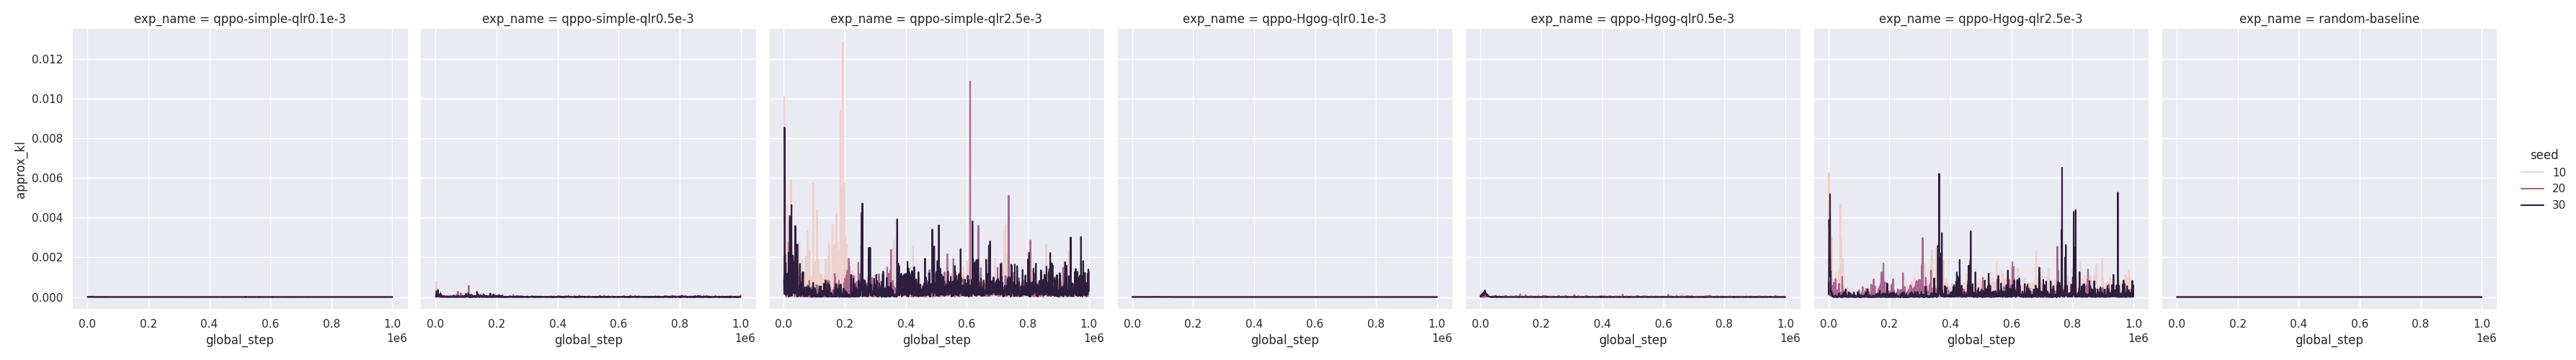 exp_name = qppo-simple-qlr0.1e-3
exp_name = qppo-simple-qlr0.5e-3
exp_name = qppo-simple-qlr2.5e-3
exp_name = qppo-Hgog-qlr0.1e-3
exp_name = qppo-Hgog-qlr0.5e-3
exp_name = qppo-Hgog-qlr2.5e-3
exp_name = random-baseline
approx_kl
0.012
0.010
0.008
0.006
0.004
0.002
0.000
seed
10
20
30
0.0 0.2 0.4 0.6 0.8 1.0
1e6
global_step
0.0 0.2 0.4 0.6 0.8 1.0
1e6
global_step
0.0 0.2 0.4 0.6 0.8 1.0
1e6
global_step
0.0 0.2 0.4 0.6 0.8 1.0
1e6
global_step
0.0 0.2 0.4 0.6 0.8 1.0
1e6
global_step
0.0 0.2 0.4 0.6 0.8 1.0
1e6
global_step
0.0 0.2 0.4 0.6 0.8 1.0
1e6
global_step